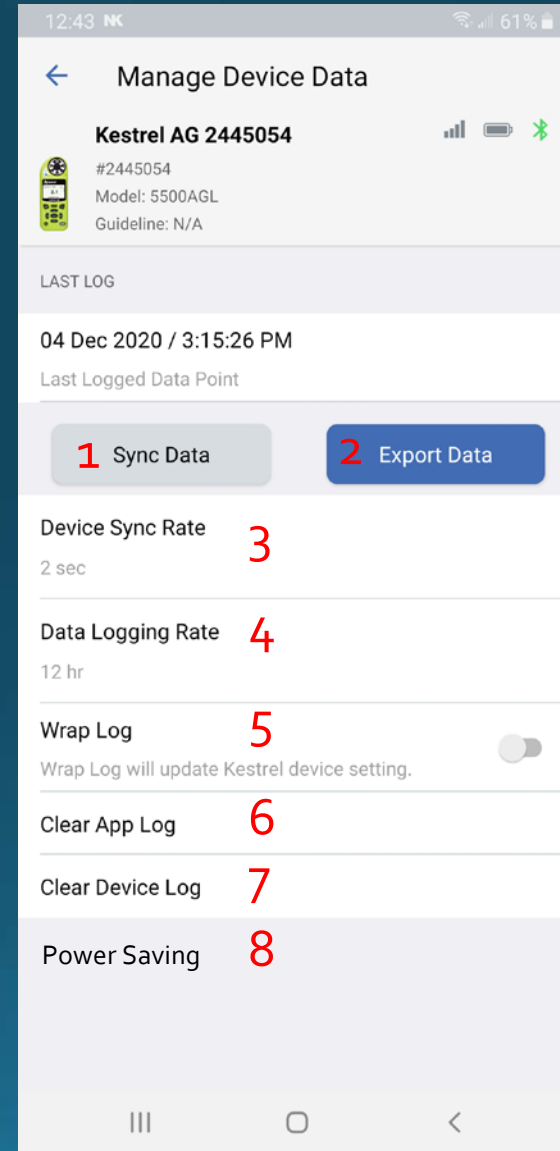 12:43 NK 61%
Manage Device Data
Kestrel AG 2445054
#2445054
Model: 5500AGL
Guideline: N/A
LAST LOG
04 Dec 2020 / 3:15:26 PM
Last Logged Data Point
1 Sync Data 2 Export Data
Device Sync Rate 3
2 sec
Data Logging Rate 4
12 hr
Wrap Log 5
Wrap Log will update Kestrel device setting.
Clear App Log 6
Clear Device Log 7
Power Saving 8